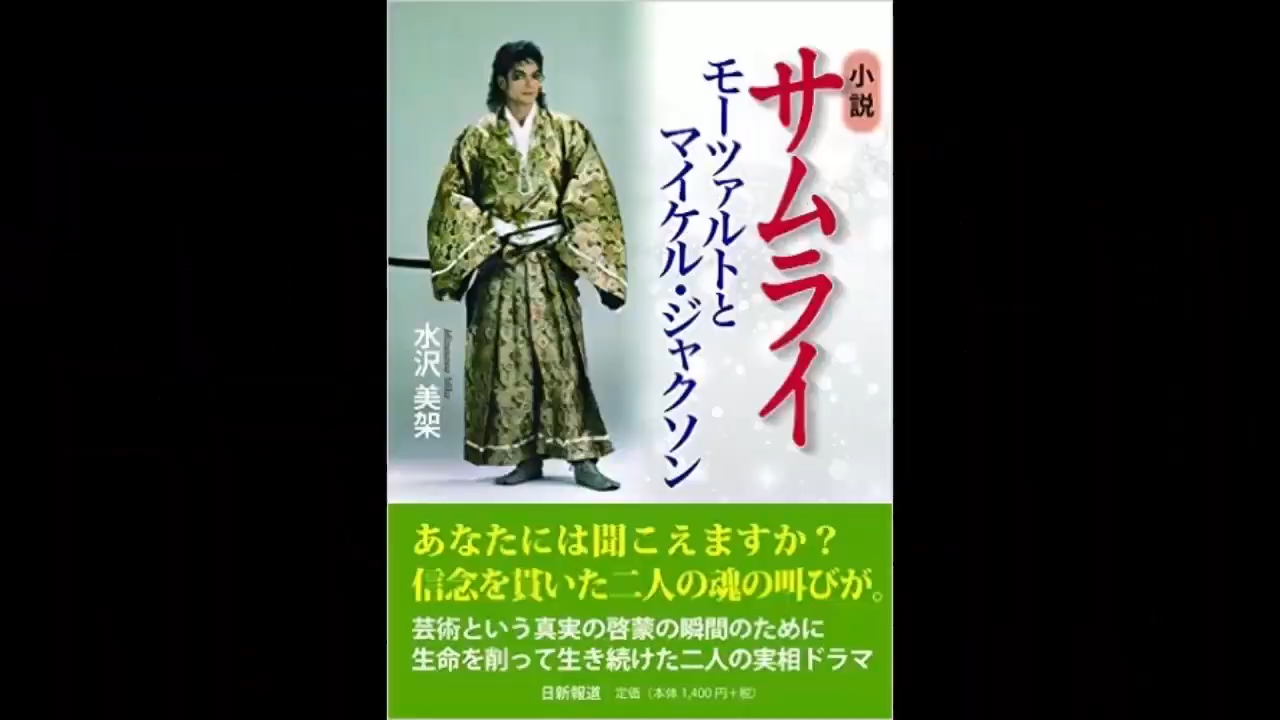 小説
サムライ
モーツァルトと
マイケル・ジャクソン
水沢 美架
あなたには聞こえますか？
信念を貫いた二人の魂の叫びが。
芸術という真実の啓蒙の瞬間のために
生命を削って生き続けた二人の実相ドラマ
日新報道　定価（本体1,400円＋税）